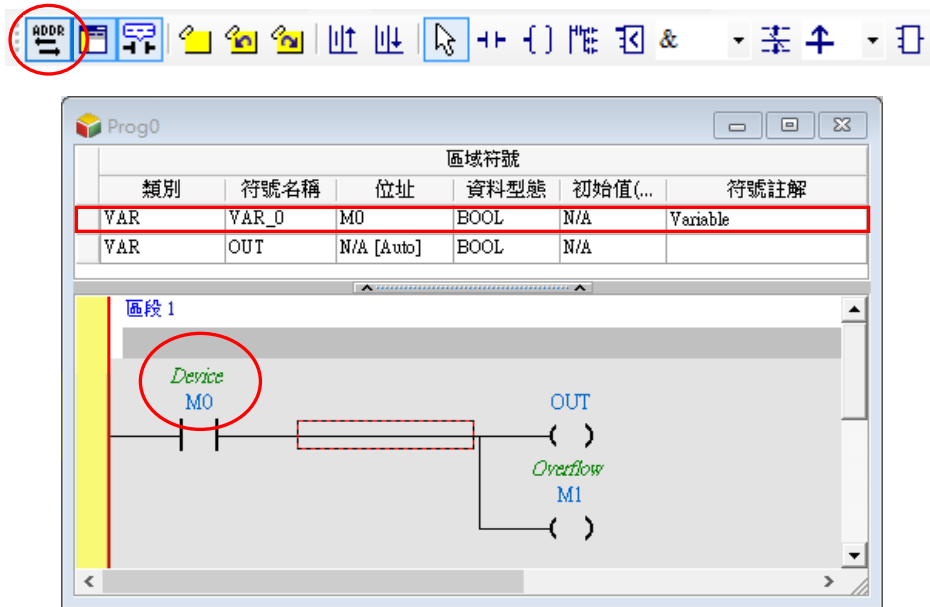 ADDR
&
Prog0
區域符號
類別 符號名稱 位址 資料型態 初始值(... 符號註解
VAR VAR_0 M0 BOOL N/A Variable
VAR OUT N/A [Auto] BOOL N/A
區段 1
Device
M0 OUT
Overflow
M1